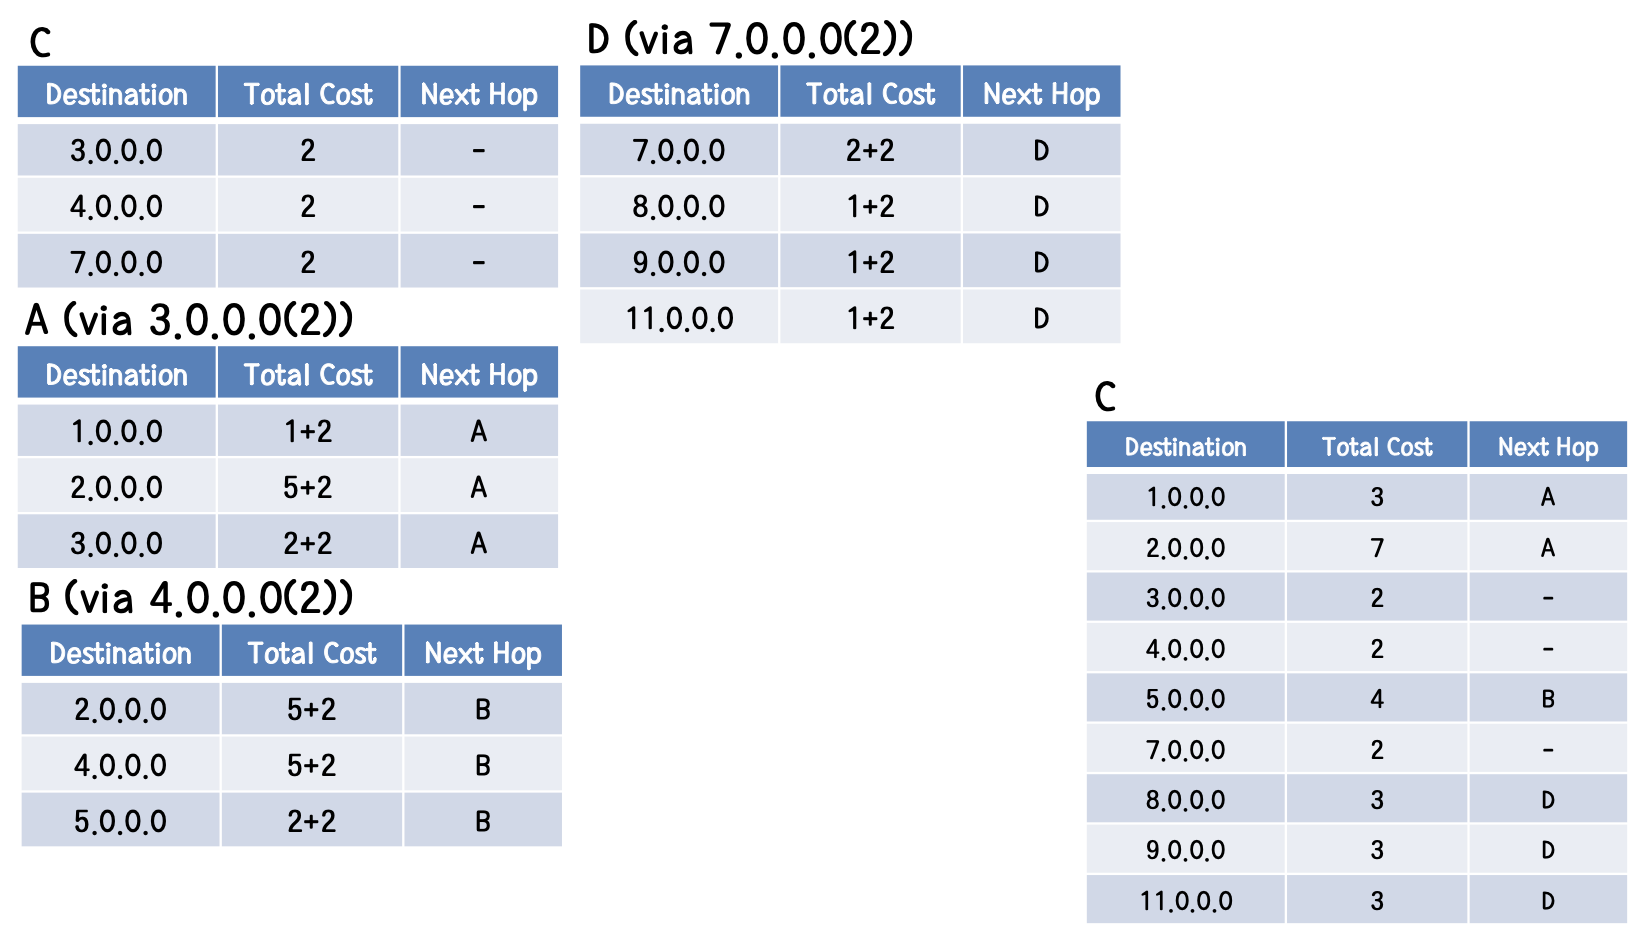 C
Destination Total Cost Next Hop
3.0.0.0 2 -
4.0.0.0 2 -
7.0.0.0 2 -
A (via 3.0.0.0(2))
Destination Total Cost Next Hop
1.0.0.0 1+2 A
2.0.0.0 5+2 A
3.0.0.0 2+2 A
B (via 4.0.0.0(2))
Destination Total Cost Next Hop
2.0.0.0 5+2 B
4.0.0.0 5+2 B
5.0.0.0 2+2 B
D (via 7.0.0.0(2))
Destination Total Cost Next Hop
7.0.0.0 2+2 D
8.0.0.0 1+2 D
9.0.0.0 1+2 D
11.0.0.0 1+2 D
C
Destination Total Cost Next Hop
1.0.0.0 3 A
2.0.0.0 7 A
3.0.0.0 2 -
4.0.0.0 2 -
5.0.0.0 4 B
7.0.0.0 2 -
8.0.0.0 3 D
9.0.0.0 3 D
11.0.0.0 3 D